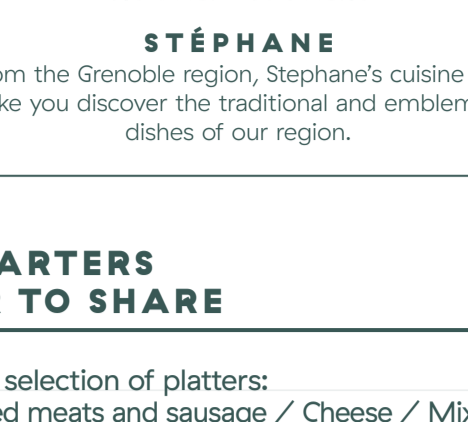 STÉPHANE
om the Grenoble region, Stephane's cuisine
ke you discover the traditional and emblem
dishes of our region.
ARTERS
TO SHARE
selection of platters:
ed meats and sausage / Cheese / Mix